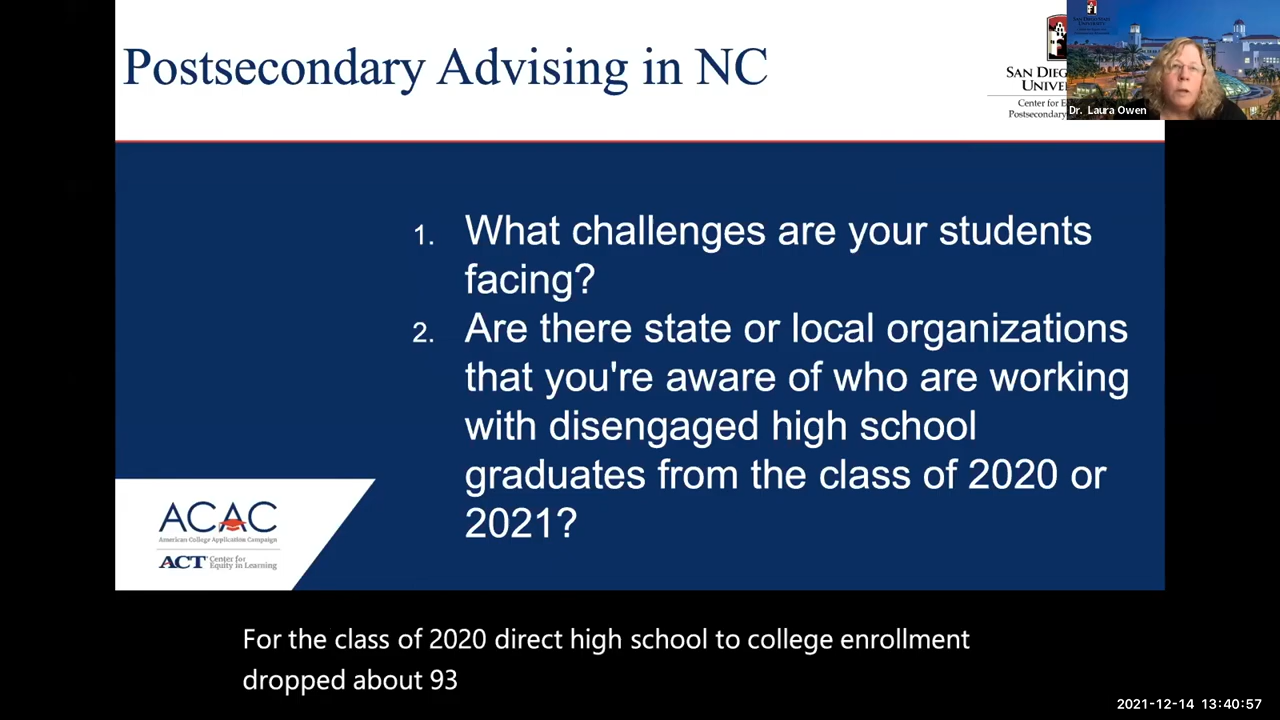 Postsecondary Advising in NC
SAN DIEG
UNIVE
Center for E
Postsecondary
Dr. Laura Owen
1. What challenges are your students
facing?
2. Are there state or local organizations
that you're aware of who are working
with disengaged high school
graduates from the class of 2020 or
2021?
ACAC
American College Application Campaign
ACT Center for
Equity in Learning
For the class of 2020 direct high school to college enrollment
dropped about 93
2021-12-14 13:40:57